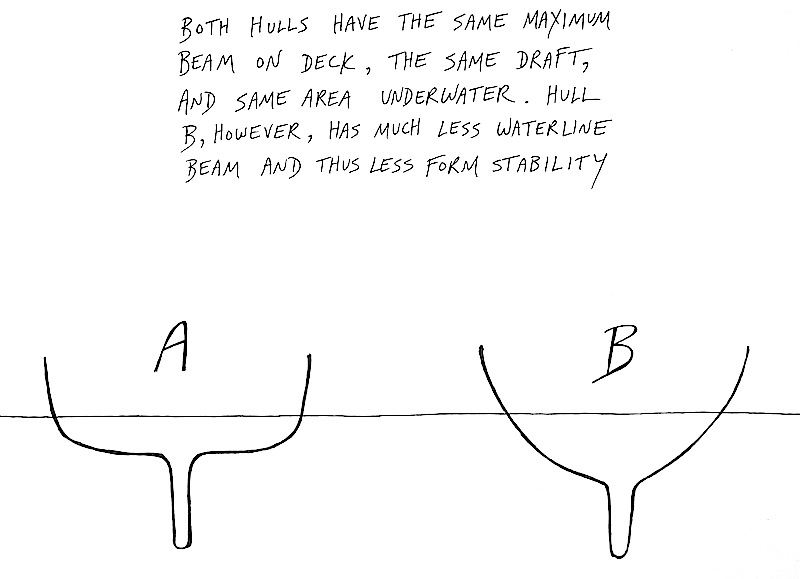 BOTH HULLS HAVE THE SAME MAXIMUM
BEAM ON DECK, THE SAME DRAFT,
AND SAME AREA UNDERWATER. HULL
B, HOWEVER, HAS MUCH LESS WATERLINE
BEAM AND THUS LESS FORM STABILITY
A
B